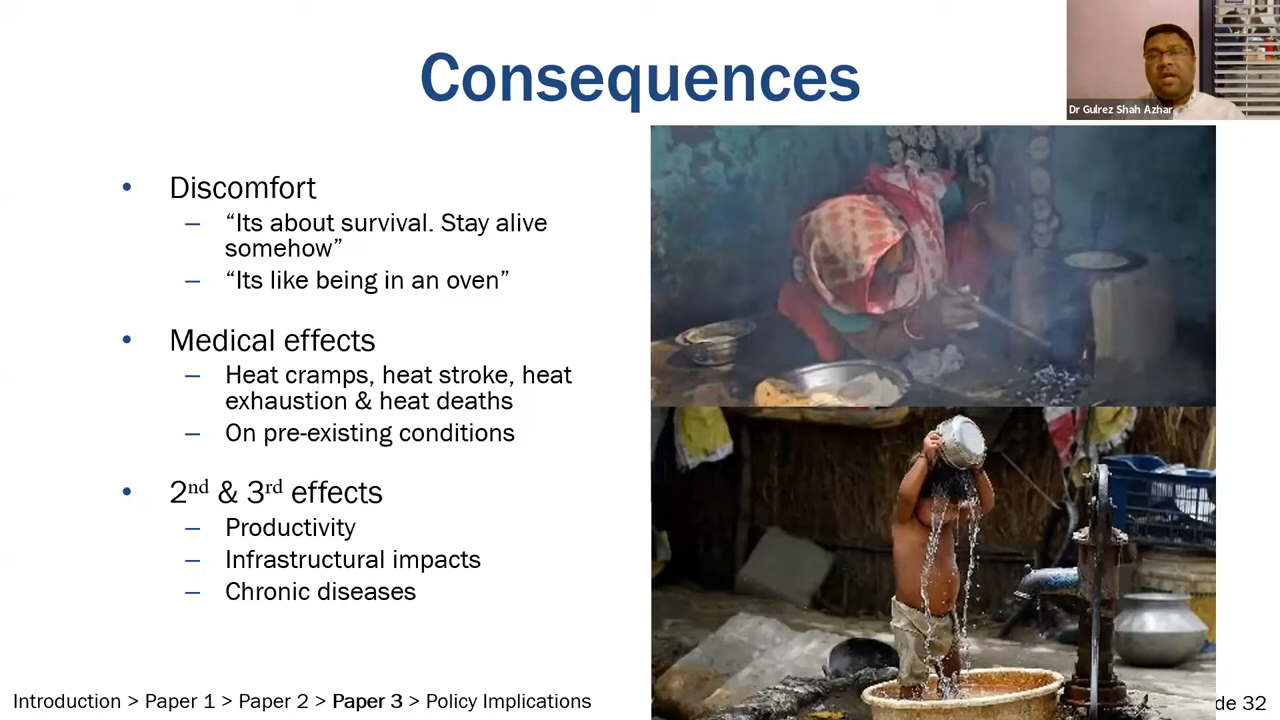 Consequences
Dr Gulrez Shah Azhar
• Discomfort
– “Its about survival. Stay alive
somehow”
– “Its like being in an oven”
• Medical effects
– Heat cramps, heat stroke, heat
exhaustion & heat deaths
– On pre-existing conditions
• 2nd & 3rd effects
– Productivity
– Infrastructural impacts
– Chronic diseases
Introduction > Paper 1 > Paper 2 > Paper 3 > Policy Implications
de 32